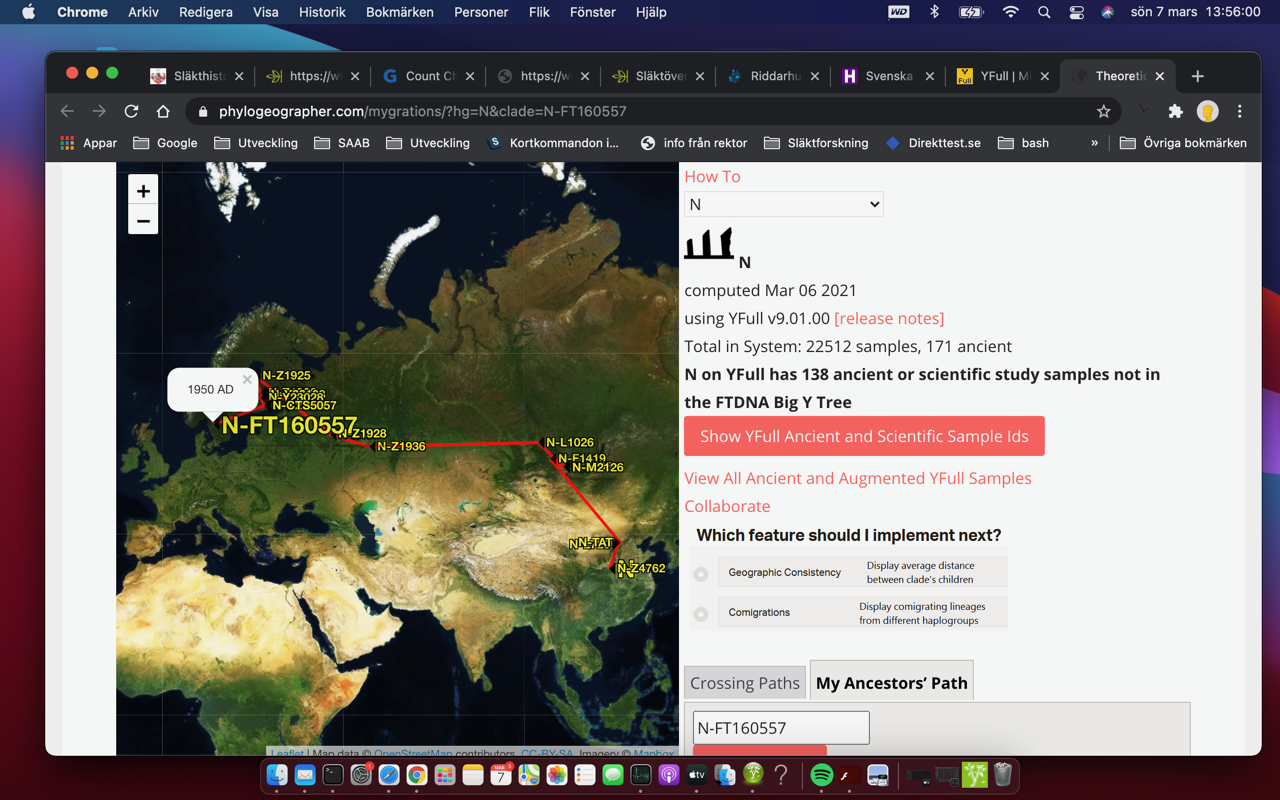 Chrome Arkiv Redigera Visa Historik Bokmärken Personer Flik Fönster Hjälp WD sön 7 mars 13:56:00
Släkthist https://w Count Ch https://w Släktöver Riddarhu H Svenska Y Full YFull | Mi Theoretic
phylogeographer.com/mygrations/?hg=N&clade=N-FT160557
Appar Google Utveckling SAAB Utveckling Kortkommandon i... info från rektor Släktforskning Direkttest.se bash » Övriga bokmärken
+
−
1950 AD
N-Z1925
N-CTS5057
N-FT160557
N-Z1928
N-Z1936
N-L1026
N-F1419
N-M2126
N-TAT
N-Z4762
Leaflet | Map data © OpenStreetMap contributors, CC-BY-SA, Imagery © Mapbox
How To
N
N
computed Mar 06 2021
using YFull v9.01.00 [release notes]
Total in System: 22512 samples, 171 ancient
N on YFull has 138 ancient or scientific study samples not in
the FTDNA Big Y Tree
Show YFull Ancient and Scientific Sample Ids
View All Ancient and Augmented YFull Samples
Collaborate
Which feature should I implement next?
Geographic Consistency Display average distance
between clade's children
Comigrations Display comigrating lineages
from different haplogroups
Crossing Paths My Ancestors’ Path
N-FT160557
1 7 3 tv